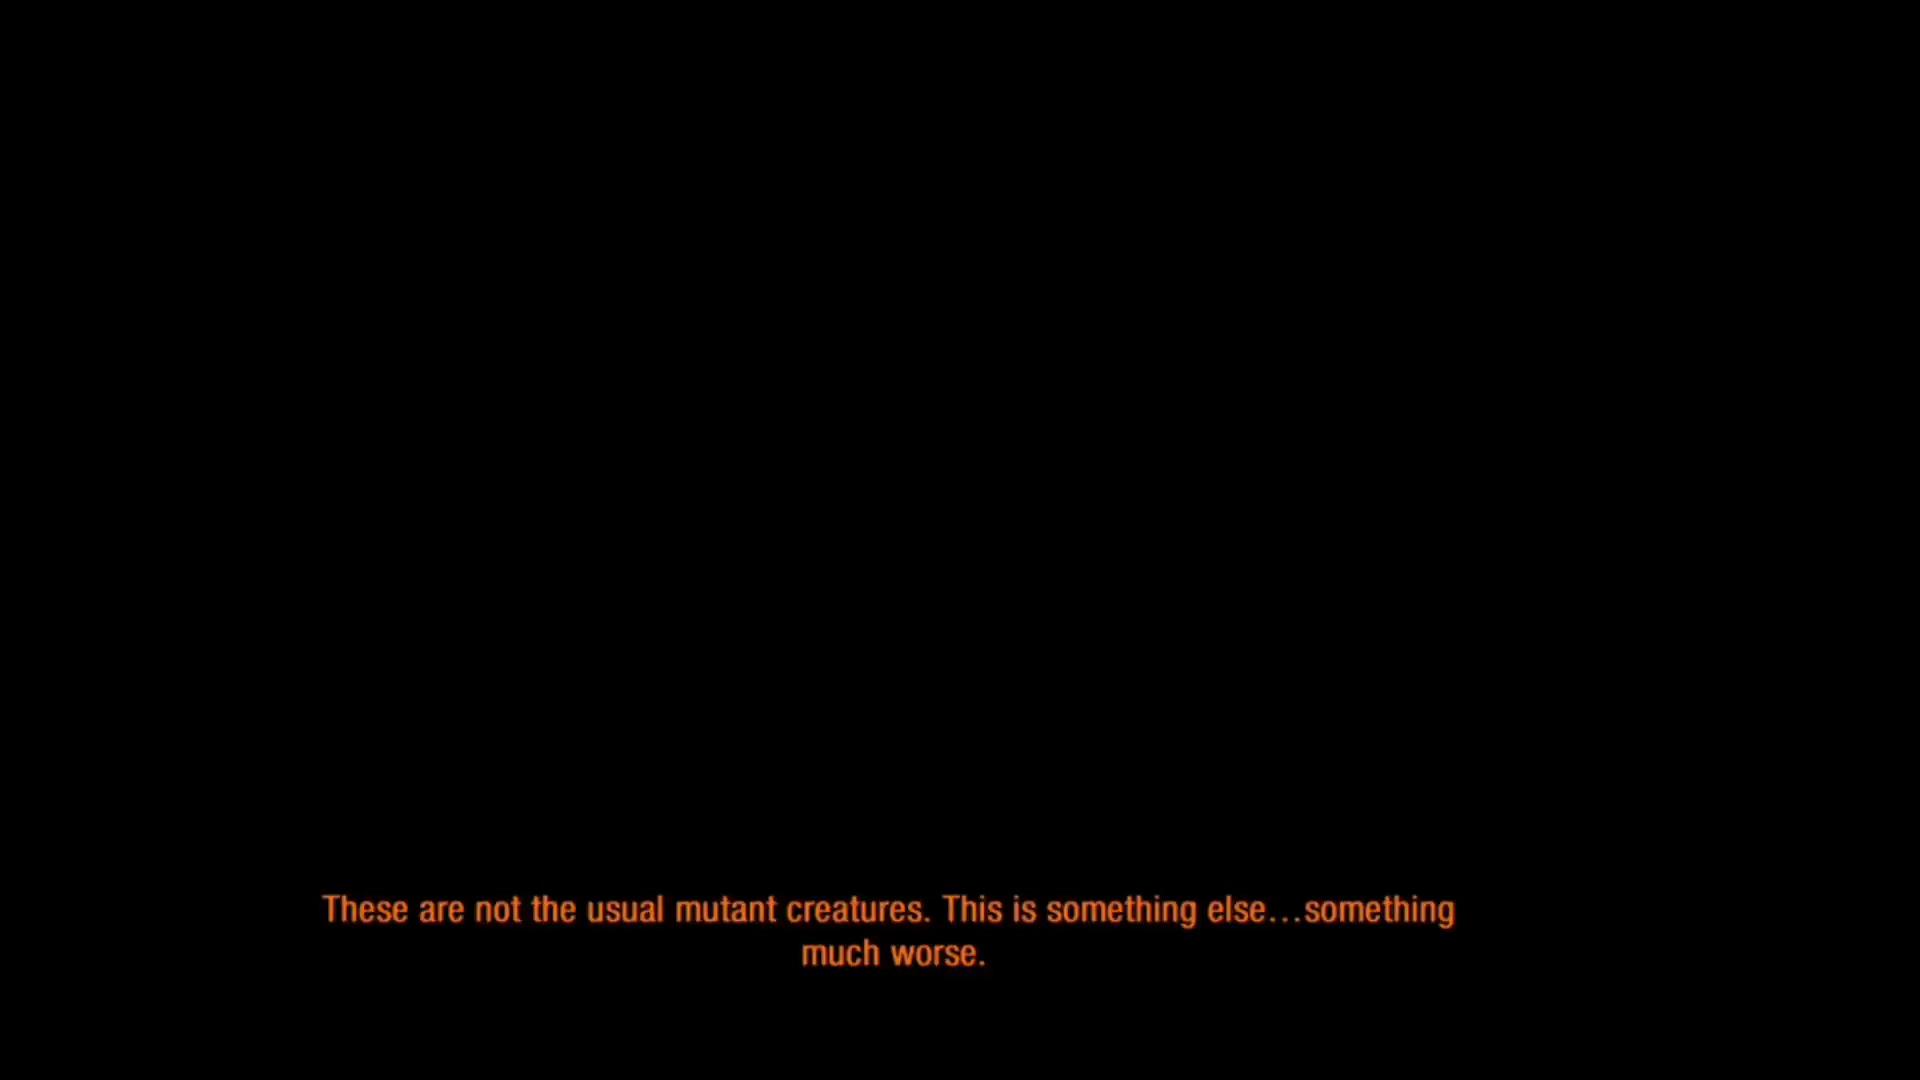 These are not the usual mutant creatures. This is something else…something
much worse.